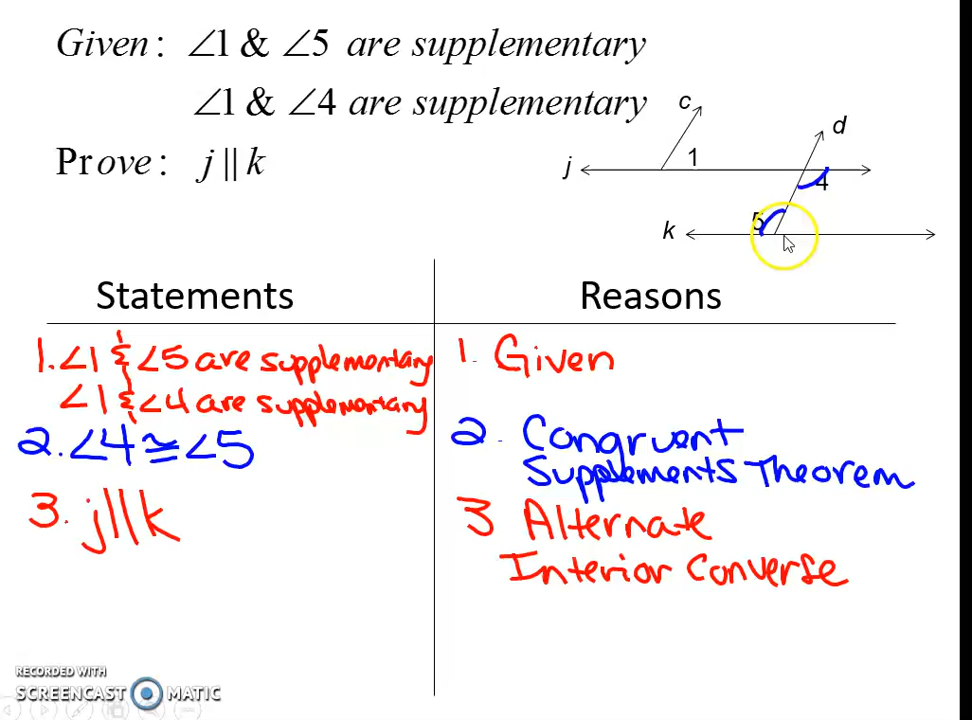 Given: ∠1 & ∠5 are supplementary
∠1 & ∠4 are supplementary
Prove: j || k
c
d
j
1
4
5
k
Statements
Reasons
1. ∠1 & ∠5 are supplementary
∠1 & ∠4 are supplementary
1. Given
2. ∠4 ≅ ∠5
2. Congruent
Supplements Theorem
3. j || k
3 Alternate
Interior Converse
RECORDED WITH
SCREENCAST MATIC